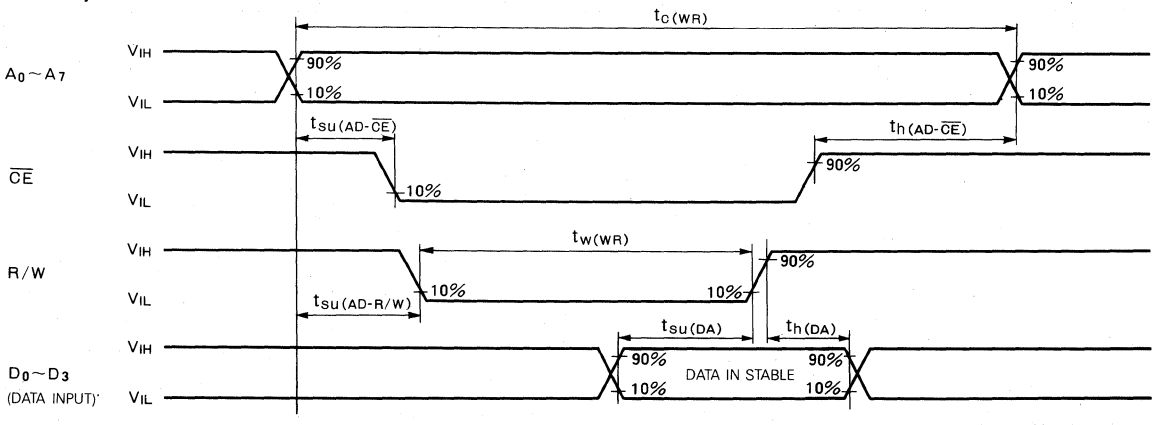 tc(WR)
VIH
90%
90%
A0~A7
VIL
10%
10%
tsu(AD-CE)
th(AD-CE)
VIH
90%
CE
10%
VIL
tw(WR)
VIH
90%
R/W
VIL
10%
10%
tsu(AD-R/W)
tsu(DA)
th(DA)
VIH
90%
90%
D0~D3
DATA IN STABLE
(DATA INPUT)
VIL
10%
10%